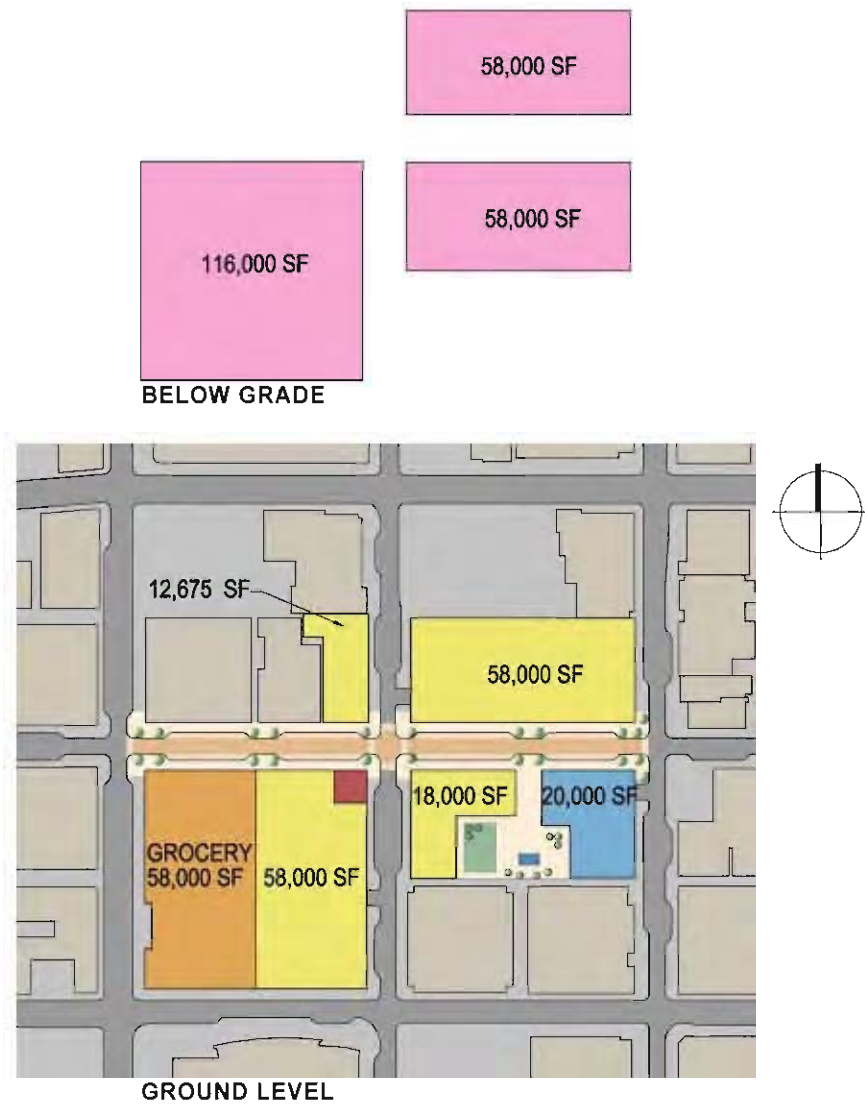 58,000 SF
58,000 SF
116,000 SF
BELOW GRADE
12,675 SF
58,000 SF
18,000 SF
20,000 SF
GROCERY
58,000 SF
58,000 SF
GROUND LEVEL